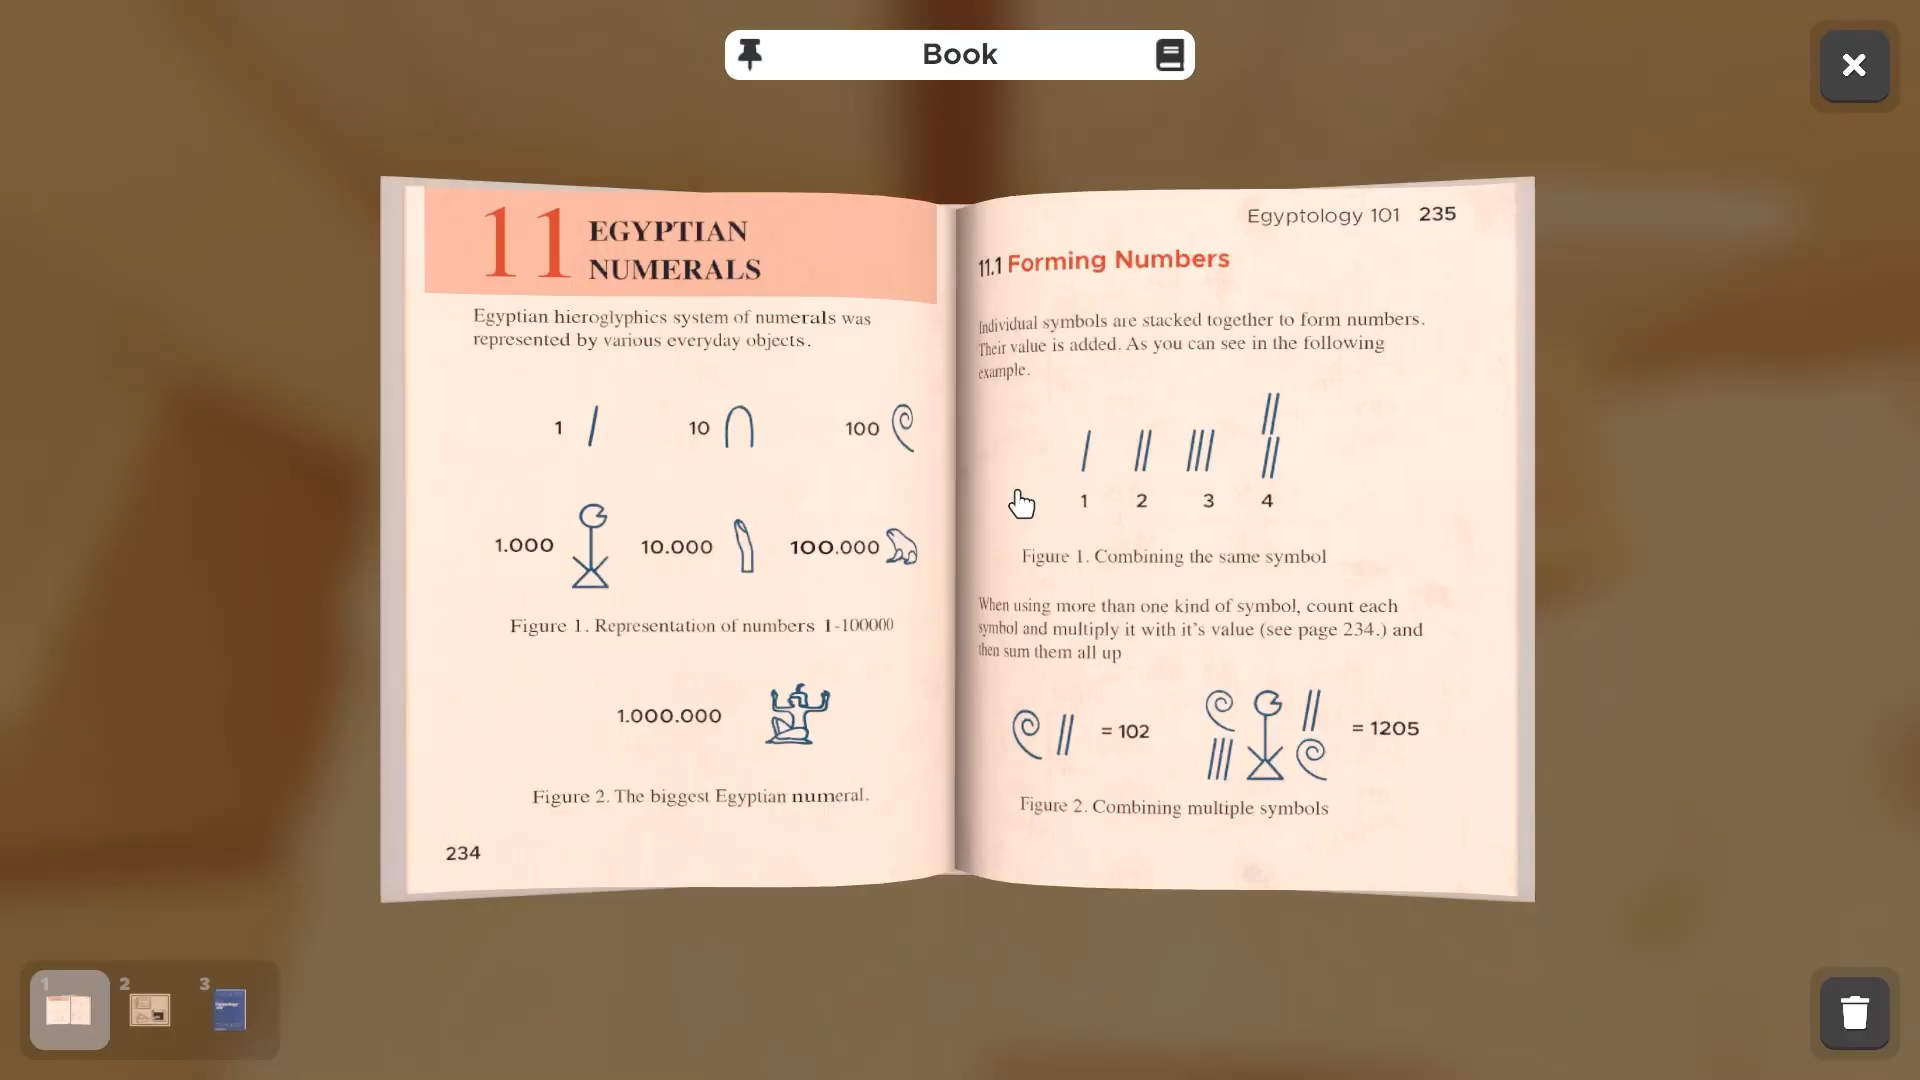 Book
11 EGYPTIAN
NUMERALS
Egyptian hieroglyphics system of numerals was
represented by various everyday objects.
1 10 100
1.000 10.000 100.000
Figure 1. Representation of numbers 1-100000
1.000.000
Figure 2. The biggest Egyptian numeral.
234
Egyptology 101 235
11.1 Forming Numbers
Individual symbols are stacked together to form numbers.
Their value is added. As you can see in the following
example.
1 2 3 4
Figure 1. Combining the same symbol
When using more than one kind of symbol, count each
symbol and multiply it with it's value (see page 234.) and
then sum them all up
= 102 = 1205
Figure 2. Combining multiple symbols
1 2 3